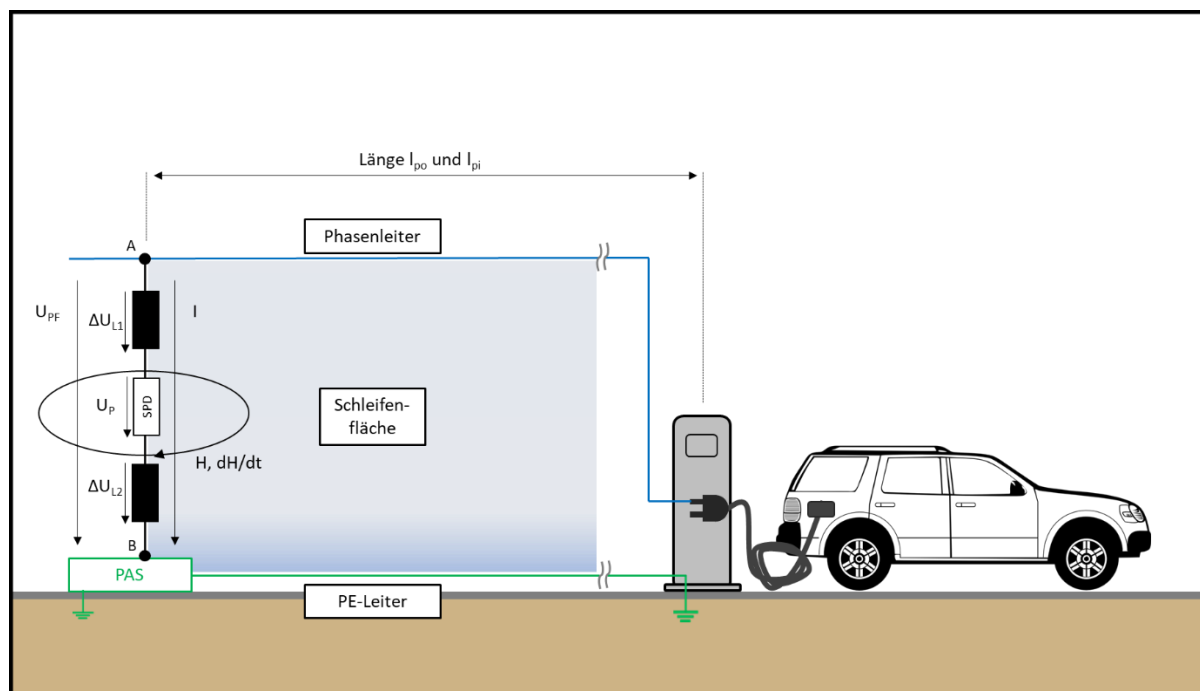 Länge lpo und lpi
A
Phasenleiter
UPF
ΔUL1
I
UP
SPD
Schleifen-
fläche
H, dH/dt
ΔUL2
B
PAS
PE-Leiter